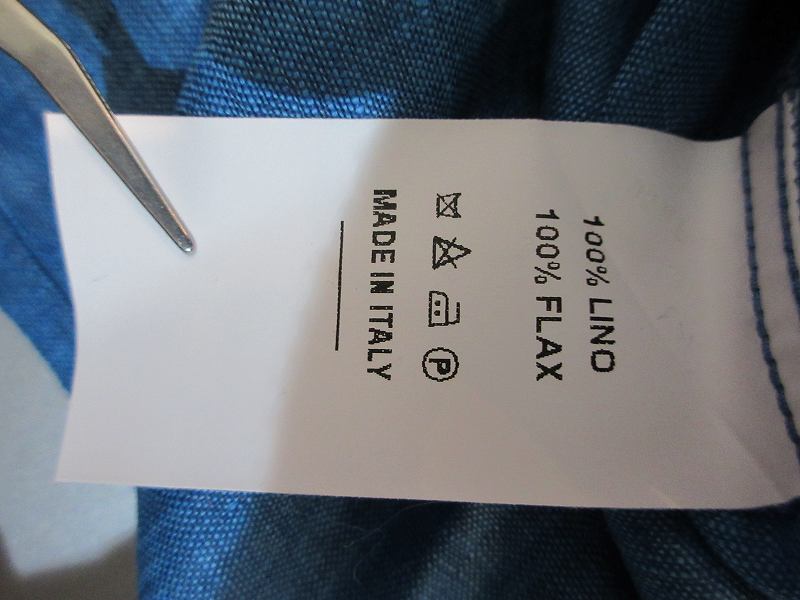 100% LINO
100% FLAX
P
MADE IN ITALY